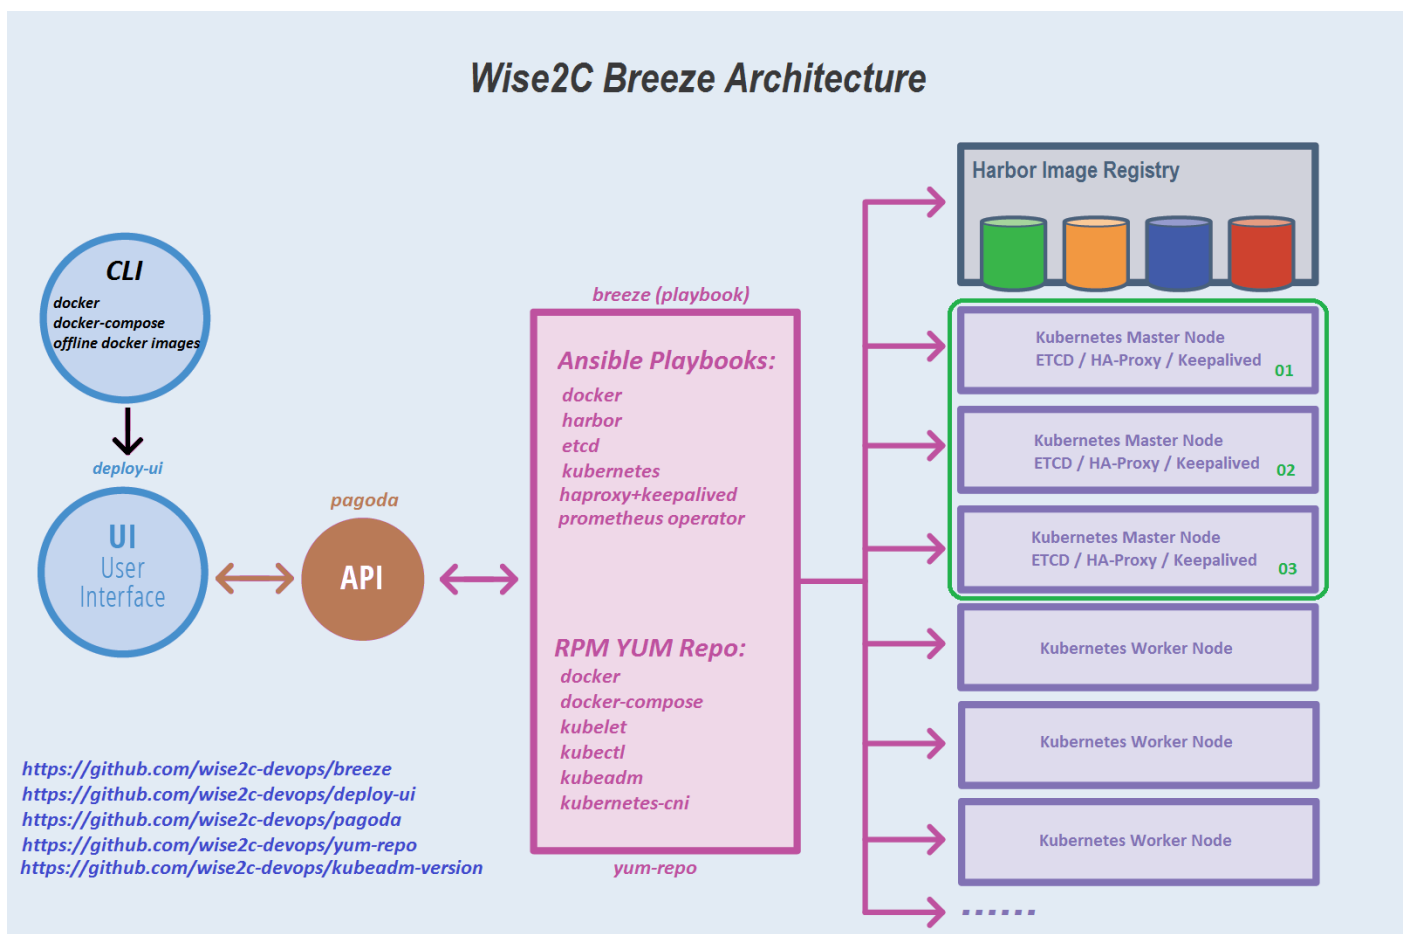 Wise2C Breeze Architecture
CLI
docker
docker-compose
offline docker images
deploy-ui
UI
User
Interface
pagoda
API
breeze (playbook)
Ansible Playbooks:
docker
harbor
etcd
kubernetes
haproxy+keepalived
prometheus operator
RPM YUM Repo:
docker
docker-compose
kubelet
kubectl
kubeadm
kubernetes-cni
yum-repo
Harbor Image Registry
Kubernetes Master Node
ETCD / HA-Proxy / Keepalived 01
Kubernetes Master Node
ETCD / HA-Proxy / Keepalived 02
Kubernetes Master Node
ETCD / HA-Proxy / Keepalived 03
Kubernetes Worker Node
Kubernetes Worker Node
Kubernetes Worker Node
......
https://github.com/wise2c-devops/breeze
https://github.com/wise2c-devops/deploy-ui
https://github.com/wise2c-devops/pagoda
https://github.com/wise2c-devops/yum-repo
https://github.com/wise2c-devops/kubeadm-version